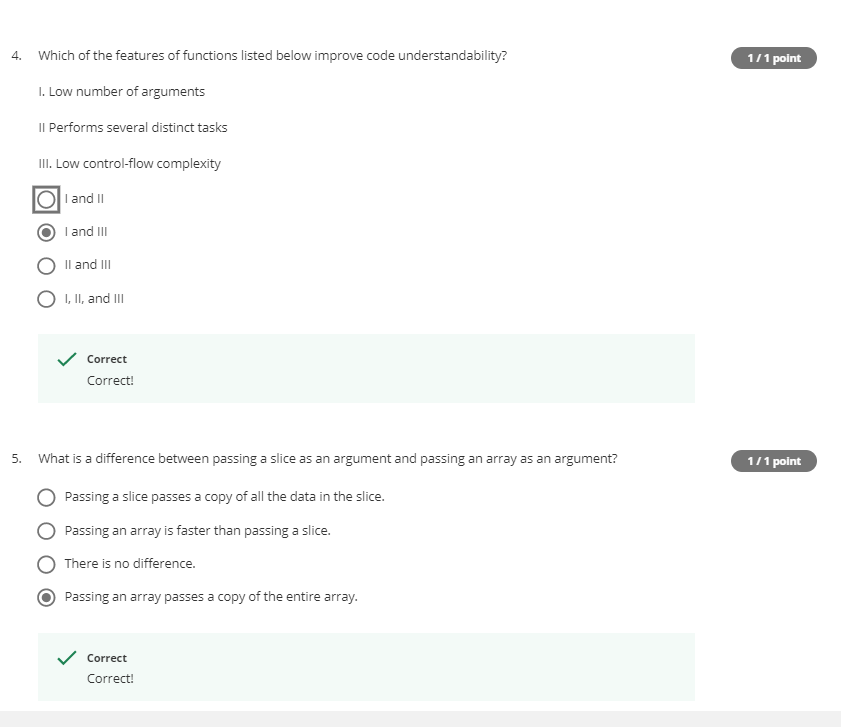 4. Which of the features of functions listed below improve code understandability?
1 / 1 point
I. Low number of arguments
II Performs several distinct tasks
III. Low control-flow complexity
I and II
I and III
II and III
I, II, and III
Correct
Correct!
5. What is a difference between passing a slice as an argument and passing an array as an argument?
1 / 1 point
Passing a slice passes a copy of all the data in the slice.
Passing an array is faster than passing a slice.
There is no difference.
Passing an array passes a copy of the entire array.
Correct
Correct!